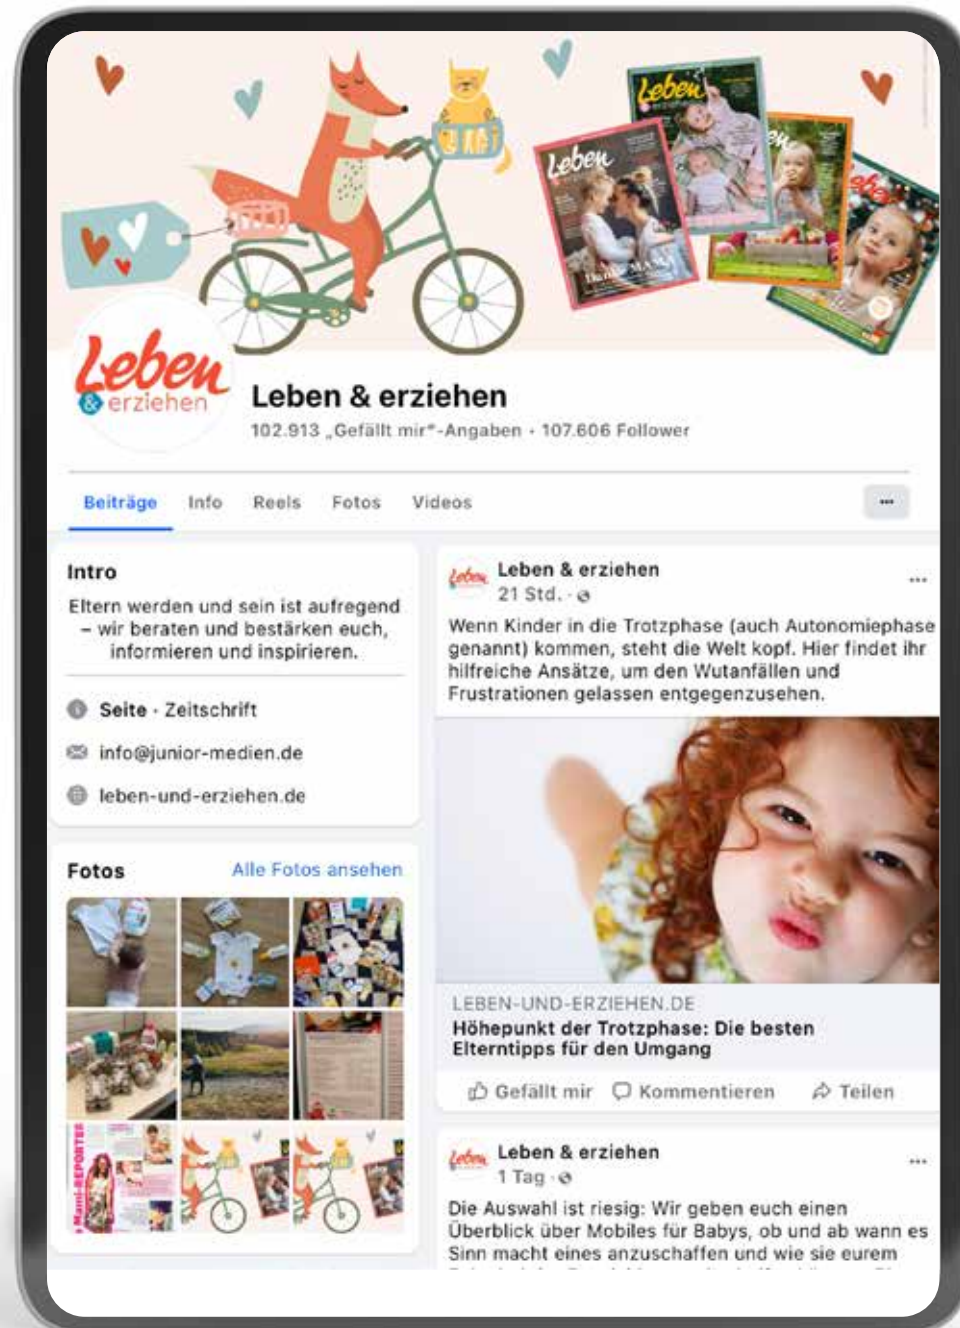 Leben
& erziehen
Leben
Leben
Leben & erziehen
102.913 „Gefällt mir“-Angaben · 107.606 Follower
Beiträge Info Reels Fotos Videos
Intro
Eltern werden und sein ist aufregend
– wir beraten und bestärken euch,
informieren und inspirieren.
Seite · Zeitschrift
info@junior-medien.de
leben-und-erziehen.de
Fotos Alle Fotos ansehen
Mami-REPORTER
Leben & erziehen
21 Std. ·
Wenn Kinder in die Trotzphase (auch Autonomiephase
genannt) kommen, steht die Welt kopf. Hier findet ihr
hilfreiche Ansätze, um den Wutanfällen und
Frustrationen gelassen entgegenzusehen.
LEBEN-UND-ERZIEHEN.DE
Höhepunkt der Trotzphase: Die besten
Elterntipps für den Umgang
Gefällt mir Kommentieren Teilen
Leben & erziehen
1 Tag ·
Die Auswahl ist riesig: Wir geben euch einen
Überblick über Mobiles für Babys, ob und ab wann es
Sinn macht eines anzuschaffen und wie sie eurem